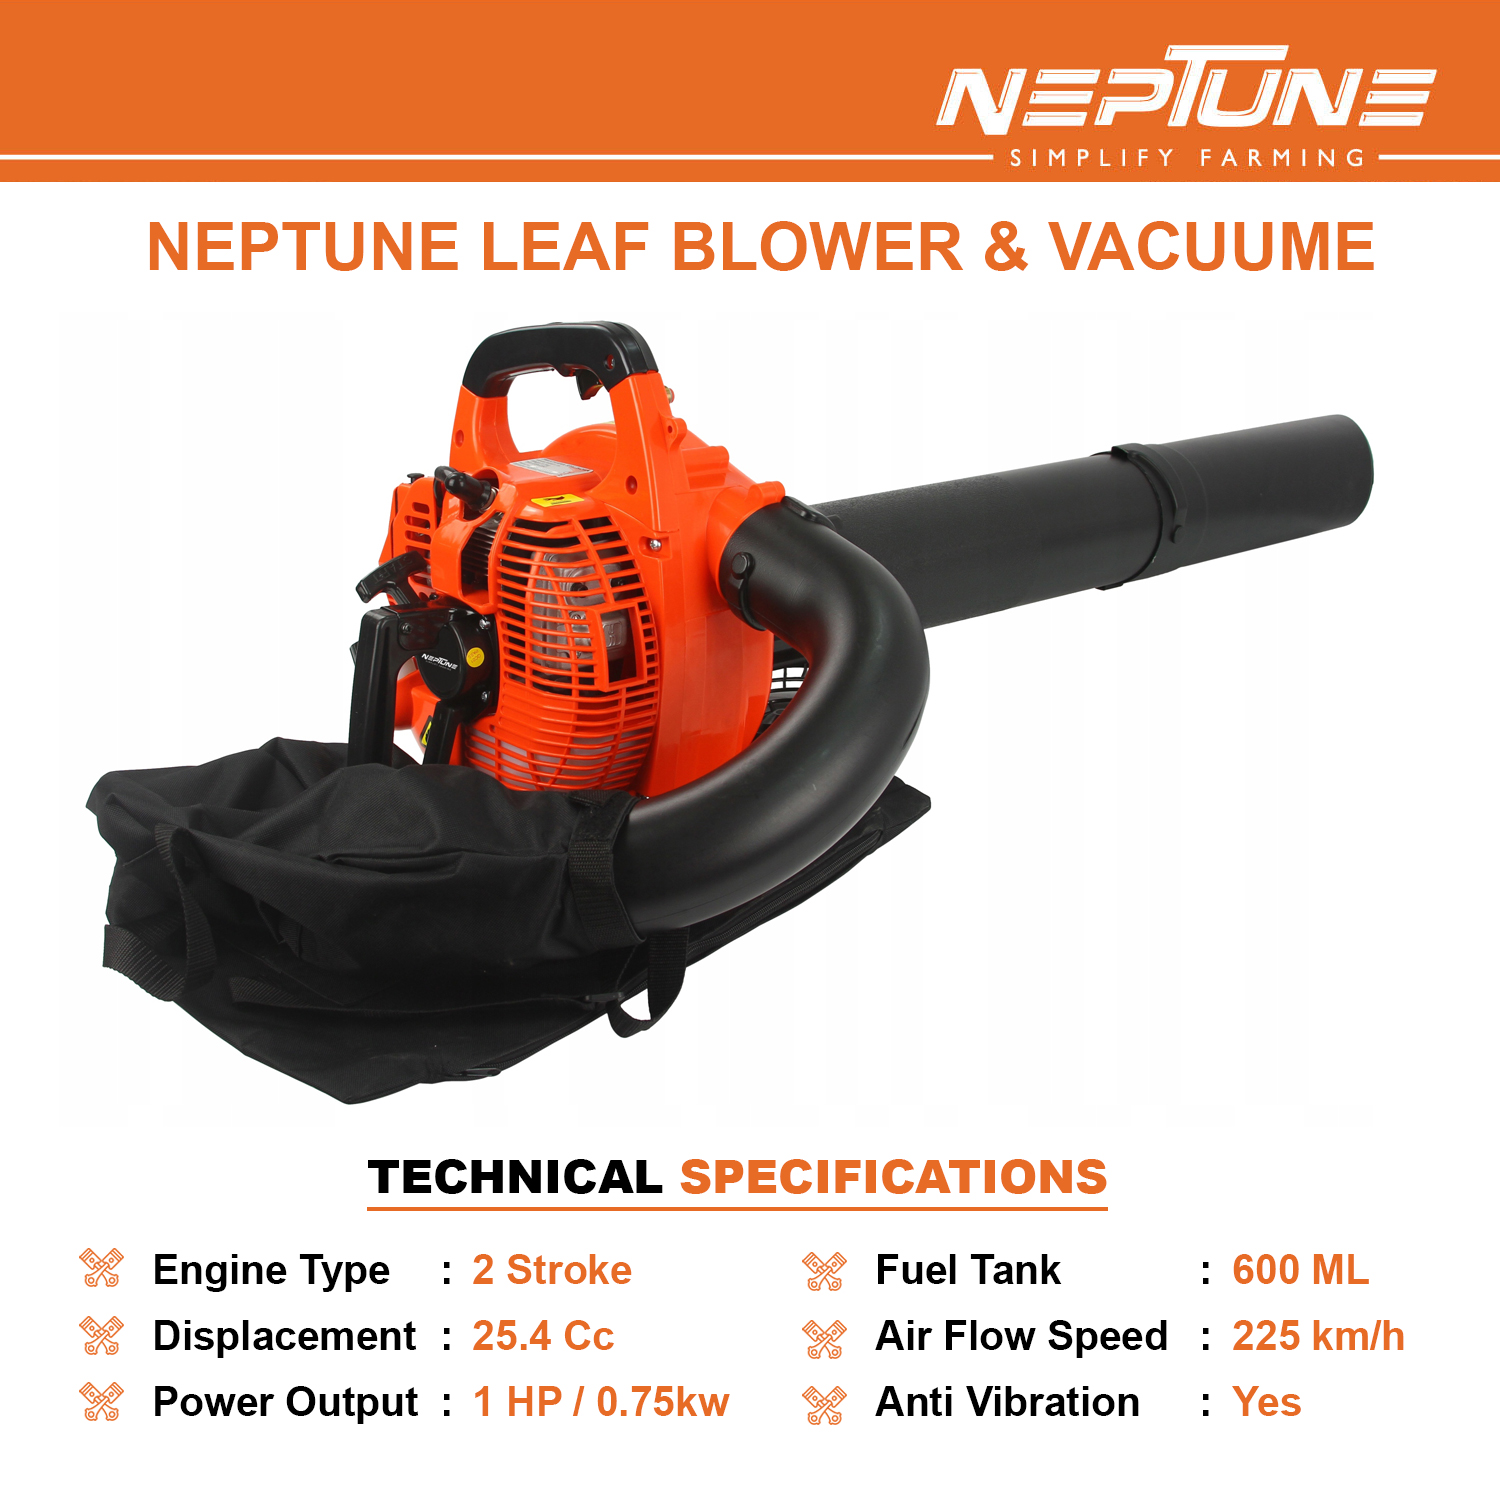 NEPTUNE
SIMPLIFY FARMING
NEPTUNE LEAF BLOWER & VACUUME
NEPTUNE
TECHNICAL SPECIFICATIONS
Engine Type : 2 Stroke
Displacement : 25.4 Cc
Power Output : 1 HP / 0.75kw
Fuel Tank : 600 ML
Air Flow Speed : 225 km/h
Anti Vibration : Yes